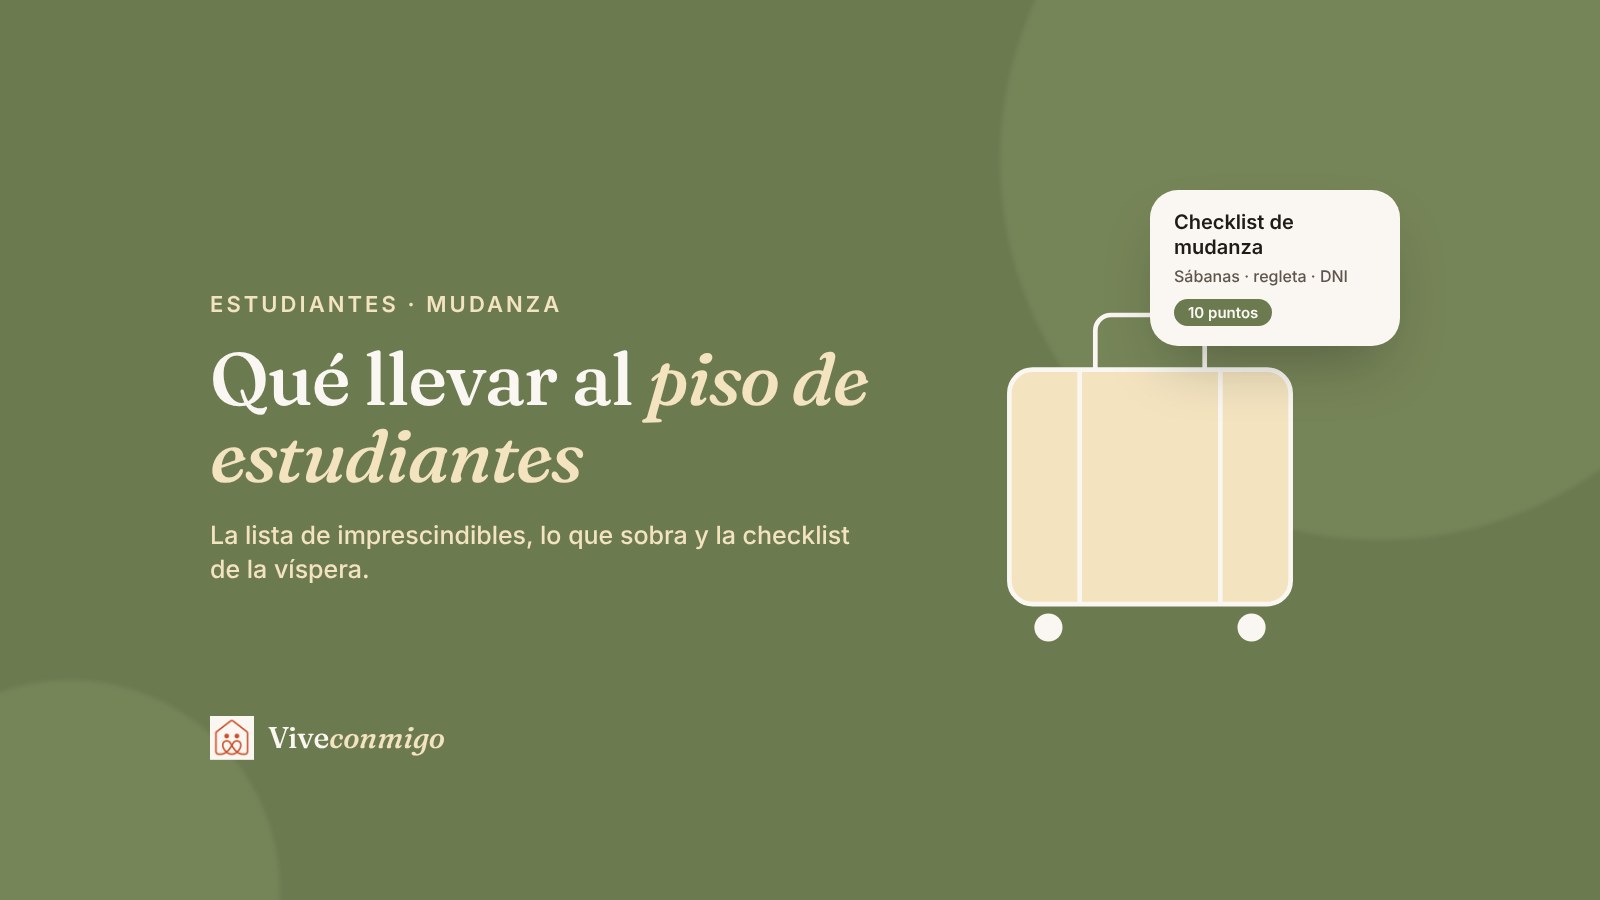 ESTUDIANTES · MUDANZA
Qué llevar al piso de
estudiantes
La lista de imprescindibles, lo que sobra y la checklist
de la víspera.
Checklist de
mudanza
Sábanas · regleta · DNI
10 puntos
Viveconmigo